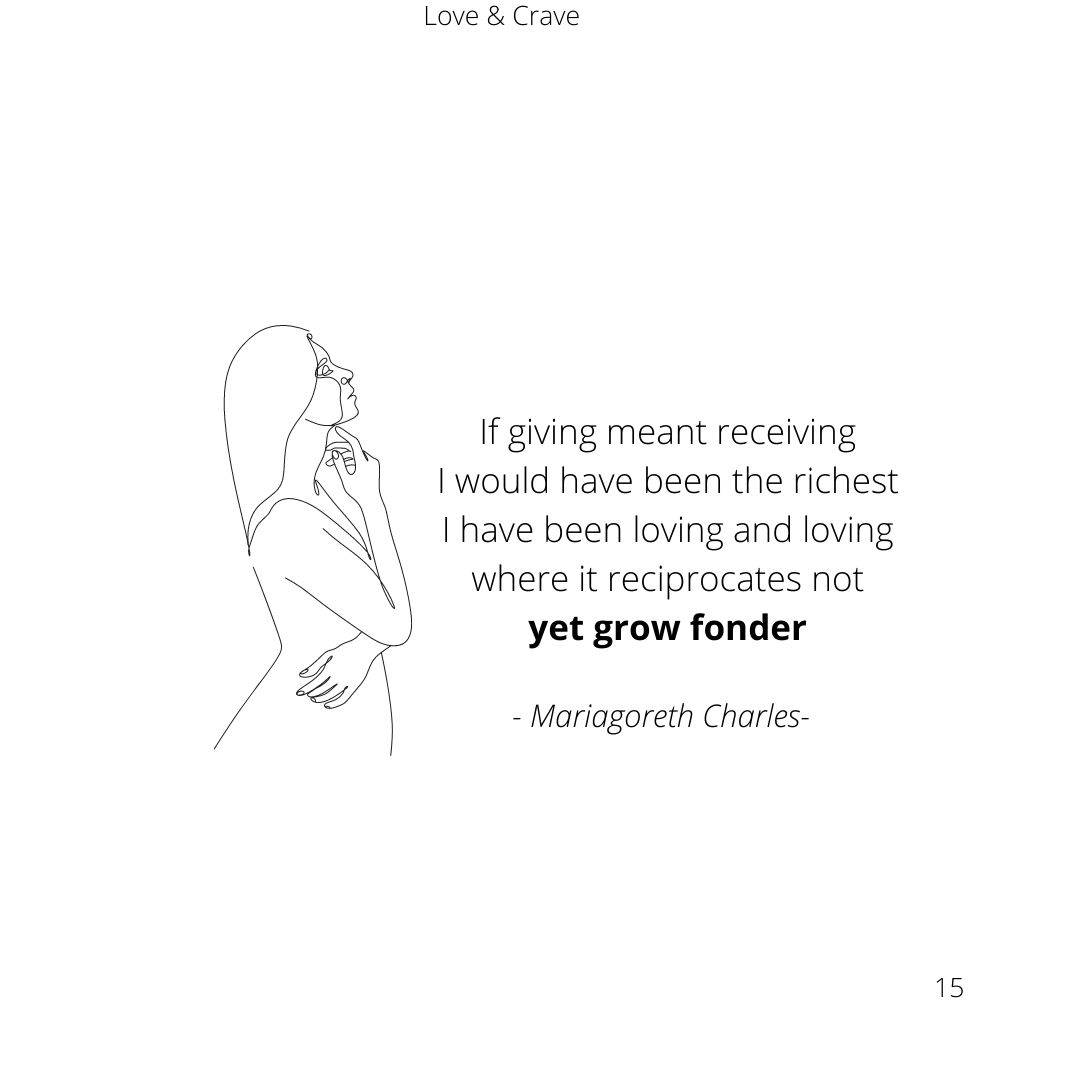 Love & Crave
If giving meant receiving
I would have been the richest
I have been loving and loving
where it reciprocates not
yet grow fonder
- Mariagoreth Charles-
15